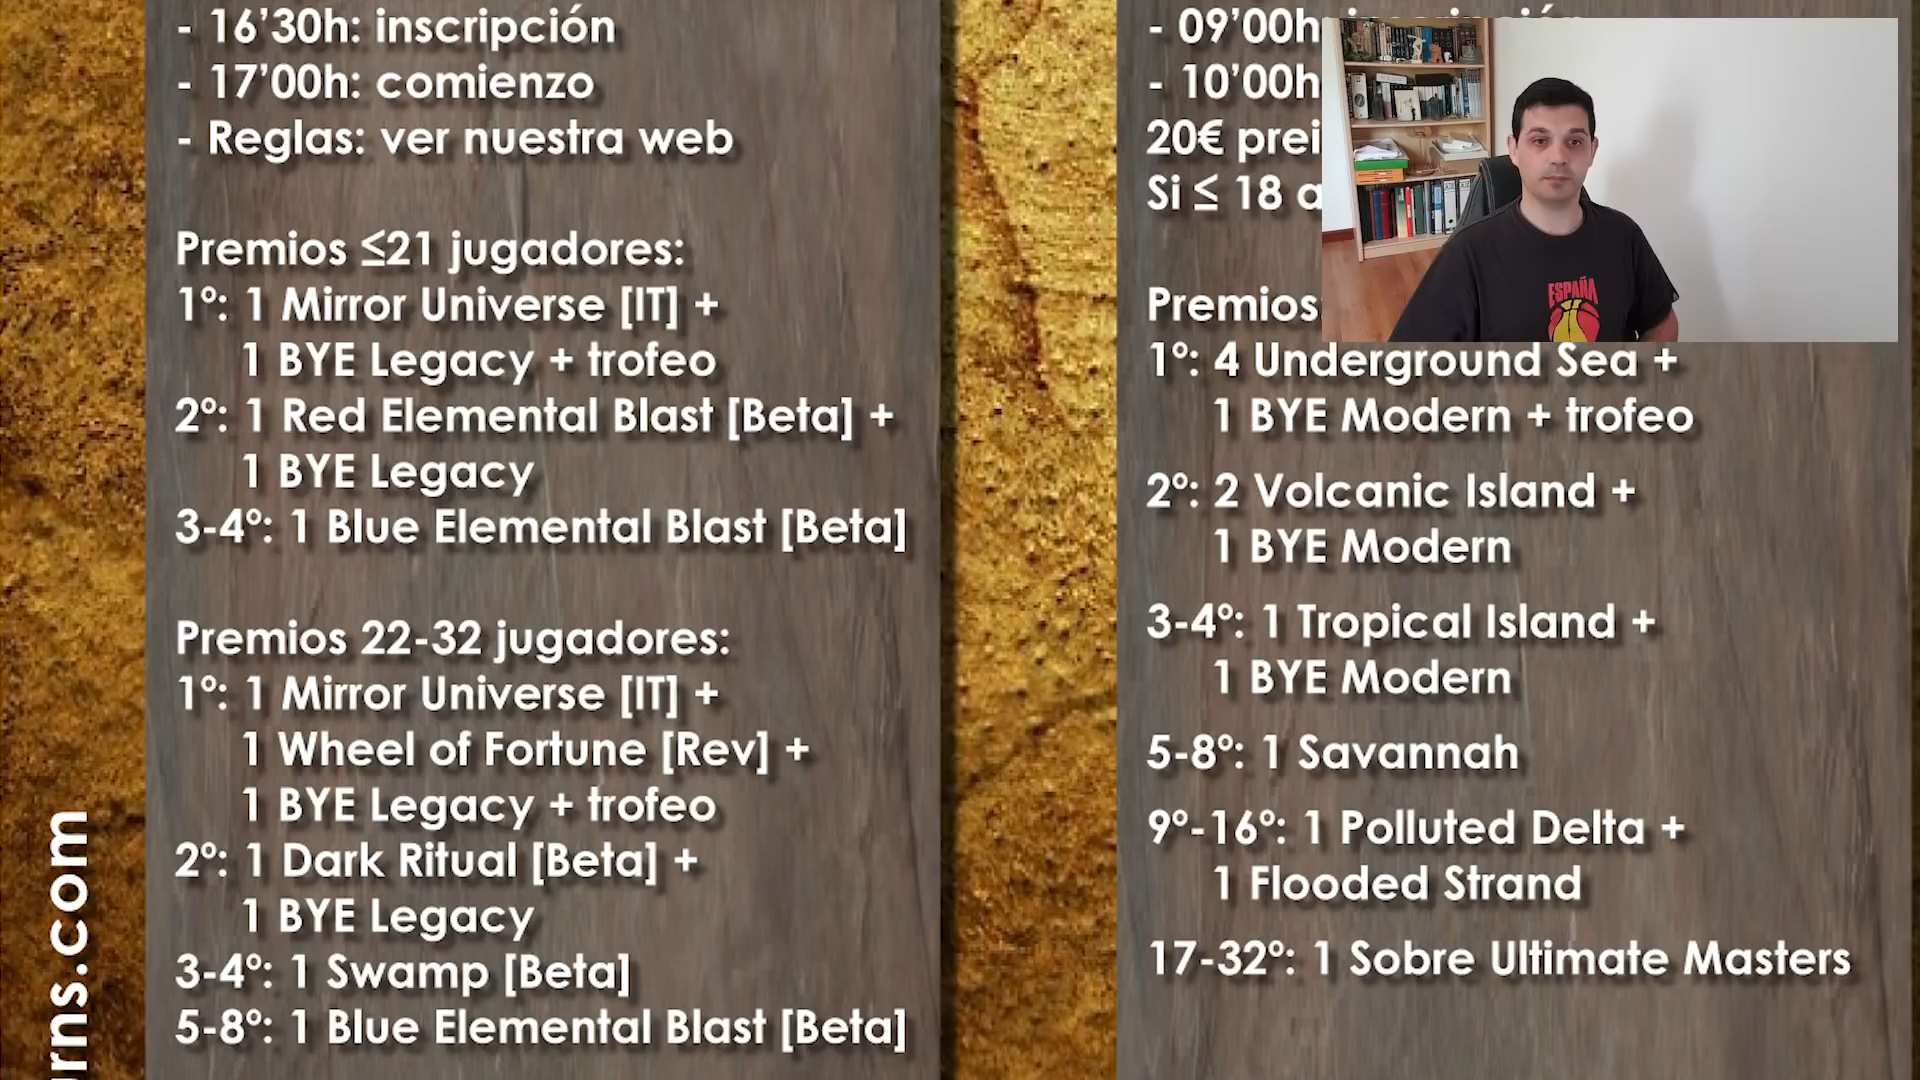 - 16’30h: inscripción
- 17’00h: comienzo
- Reglas: ver nuestra web
Premios ≤21 jugadores:
1º: 1 Mirror Universe [IT] +
1 BYE Legacy + trofeo
2º: 1 Red Elemental Blast [Beta] +
1 BYE Legacy
3-4º: 1 Blue Elemental Blast [Beta]
Premios 22-32 jugadores:
1º: 1 Mirror Universe [IT] +
1 Wheel of Fortune [Rev] +
1 BYE Legacy + trofeo
2º: 1 Dark Ritual [Beta] +
1 BYE Legacy
3-4º: 1 Swamp [Beta]
5-8º: 1 Blue Elemental Blast [Beta]
- 09’00h:
- 10’00h
20€
Si ≤ 18
Premios:
1º: 4 Underground Sea +
1 BYE Modern + trofeo
2º: 2 Volcanic Island +
1 BYE Modern
3-4º: 1 Tropical Island +
1 BYE Modern
5-8º: 1 Savannah
9º-16º: 1 Polluted Delta +
1 Flooded Strand
17-32º: 1 Sobre Ultimate Masters
urns.com
ESPAÑA